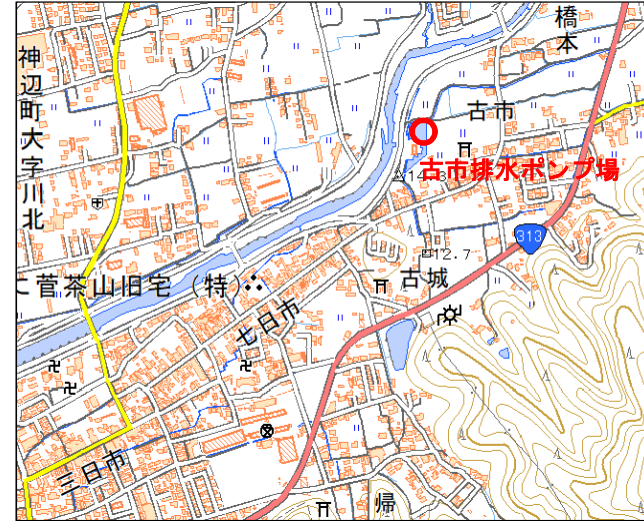 橋本
神辺町大字川北
古市
古市排水ポンプ場
313
12.7
古城
菅茶山旧宅(特)
七日市
三日市
帰